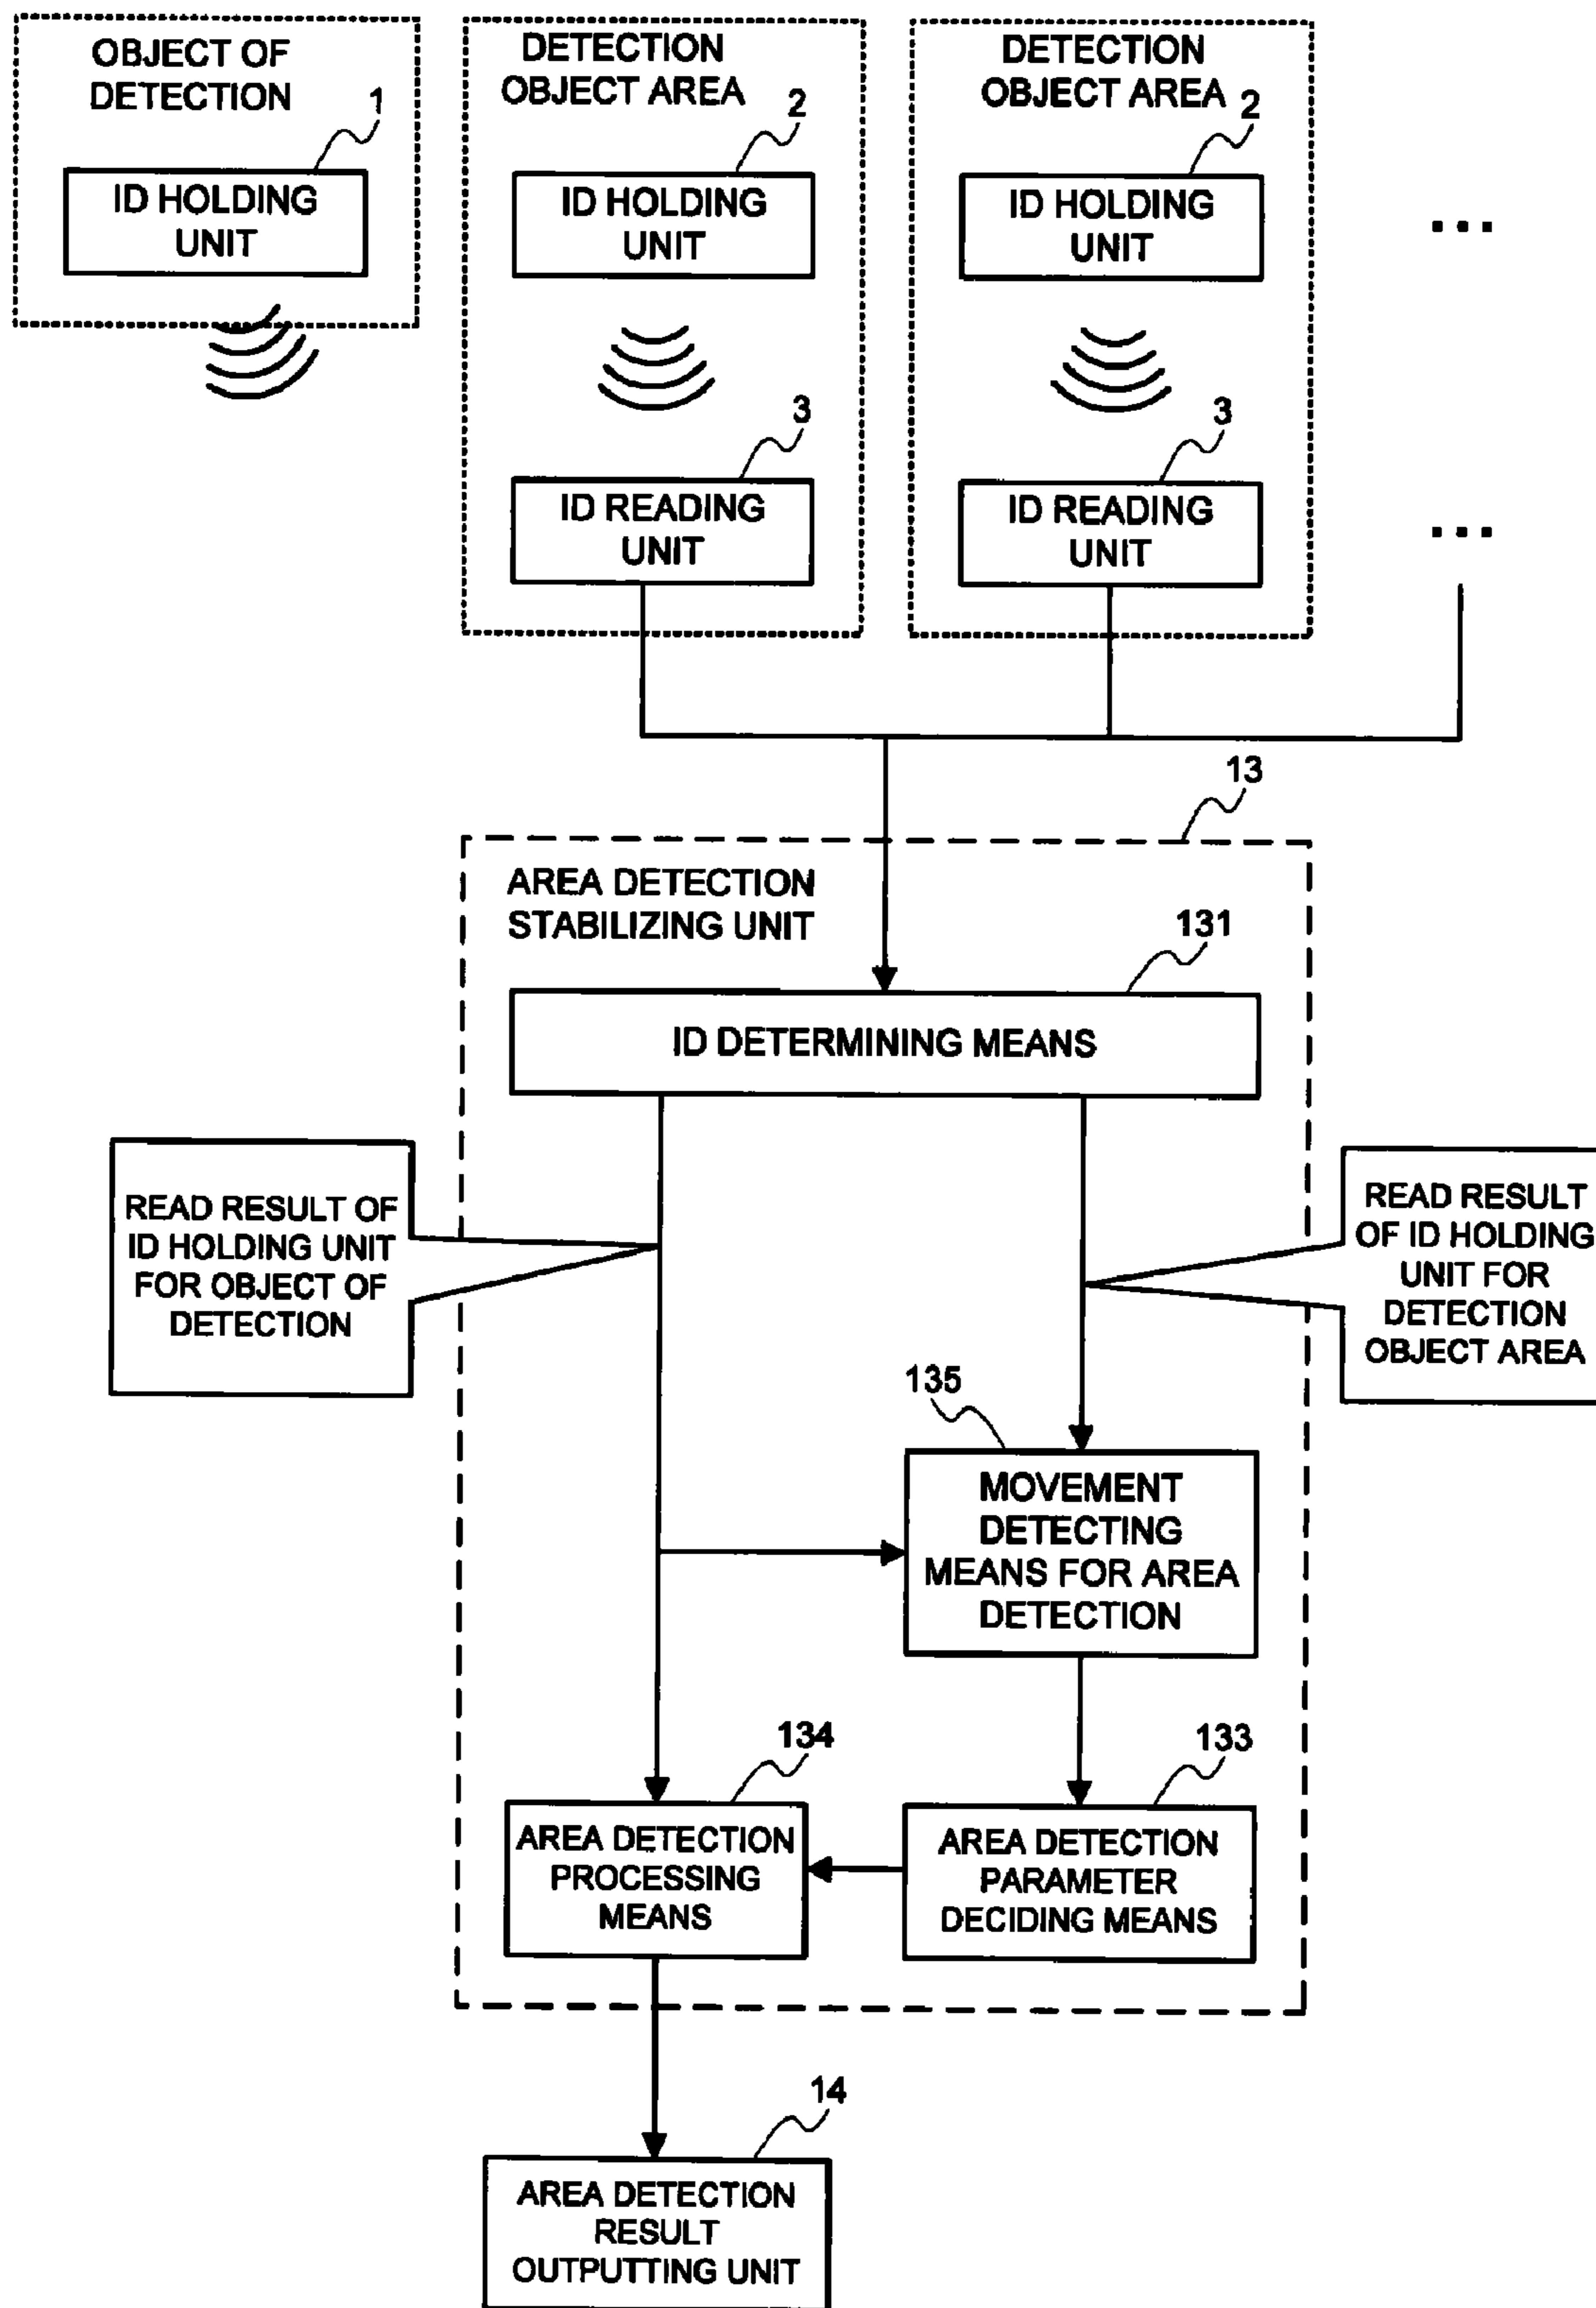 OBJECT OF
DETECTION
1
ID HOLDING
UNIT
DETECTION
OBJECT AREA
2
ID HOLDING
UNIT
3
ID READING
UNIT
DETECTION
OBJECT AREA
2
ID HOLDING
UNIT
3
ID READING
UNIT
...
...
13
AREA DETECTION
STABILIZING UNIT
131
ID DETERMINING MEANS
READ RESULT OF
ID HOLDING UNIT
FOR OBJECT OF
DETECTION
READ RESULT
OF ID HOLDING
UNIT FOR
DETECTION
OBJECT AREA
135
MOVEMENT
DETECTING
MEANS FOR AREA
DETECTION
134
AREA DETECTION
PROCESSING
MEANS
133
AREA DETECTION
PARAMETER
DECIDING MEANS
14
AREA DETECTION
RESULT
OUTPUTTING UNIT